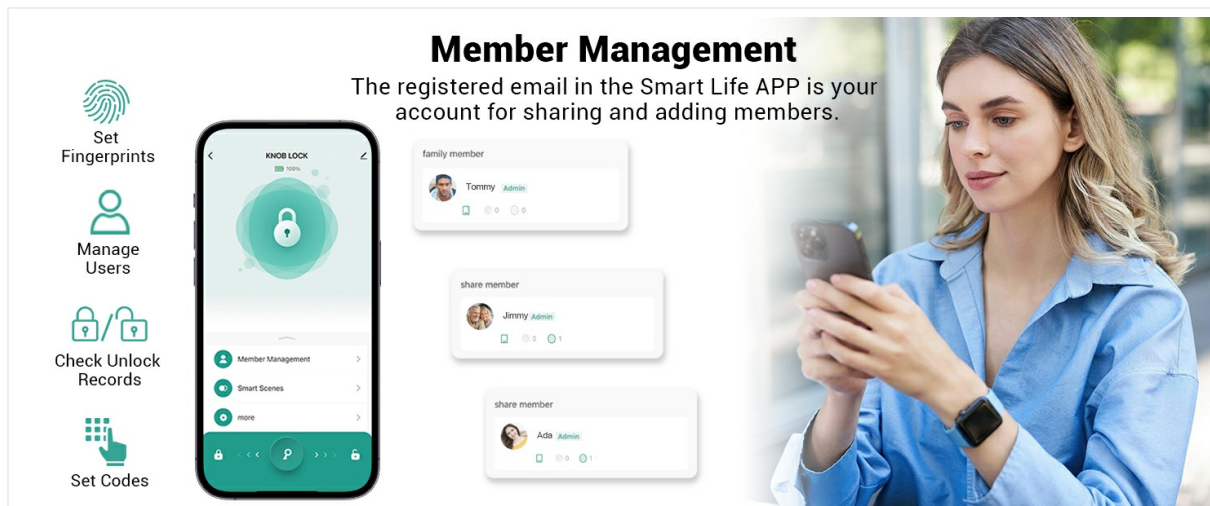 Member Management
The registered email in the Smart Life APP is your
account for sharing and adding members.
Set
Fingerprints
Manage
Users
Check Unlock
Records
Set Codes
KNOB LOCK
100%
Member Management
Smart Scenes
more
family member
Tommy Admin
0 0
share member
Jimmy Admin
0 1
share member
Ada Admin
0 1